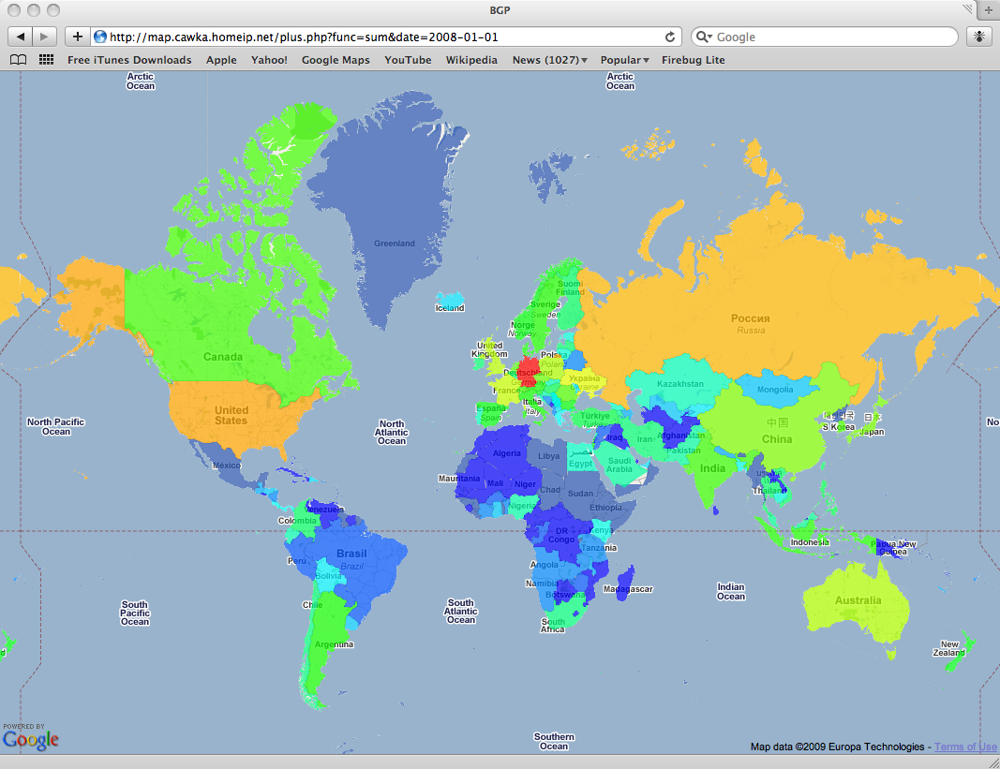 BGP
http://map.cawka.homeip.net/plus.php?func=sum&date=2008-01-01
Google
Free iTunes Downloads Apple Yahoo! Google Maps YouTube Wikipedia News (1027) Popular Firebug Lite
Arctic
Ocean
Arctic
Ocean
Greenland
Iceland
Suomi
Finland
Sverige
Sweden
Norge
Norway
Россия
Russia
United
Kingdom
Polska
Poland
Canada
Deutschland
Germany
Україна
Ukraine
France
Kazakhstan
Mongolia
United
States
Italia
Italy
España
Spain
Türkiye
Turkey
中国
China
S Korea
日本
Japan
North Pacific
Ocean
North
Atlantic
Ocean
No
Iraq
Iran
Afghanistan
Pakistan
México
Algeria
Libya
مصر
Egypt
Saudi
Arabia
India
Mauritania
Mali
Niger
Chad
Sudan
Thailand
Nigeria
Ethiopia
Venezuela
Colombia
DR
Congo
Kenya
Indonesia
Papua New
Guinea
Brasil
Brazil
Perú
Tanzania
Angola
Bolivia
Namibia
Botswana
Madagascar
Indian
Ocean
Australia
South
Pacific
Ocean
Chile
South
Atlantic
Ocean
South
Africa
Argentina
d
New
Zealand
POWERED BY
Google
Southern
Ocean
Map data ©2009 Europa Technologies - Terms of Use